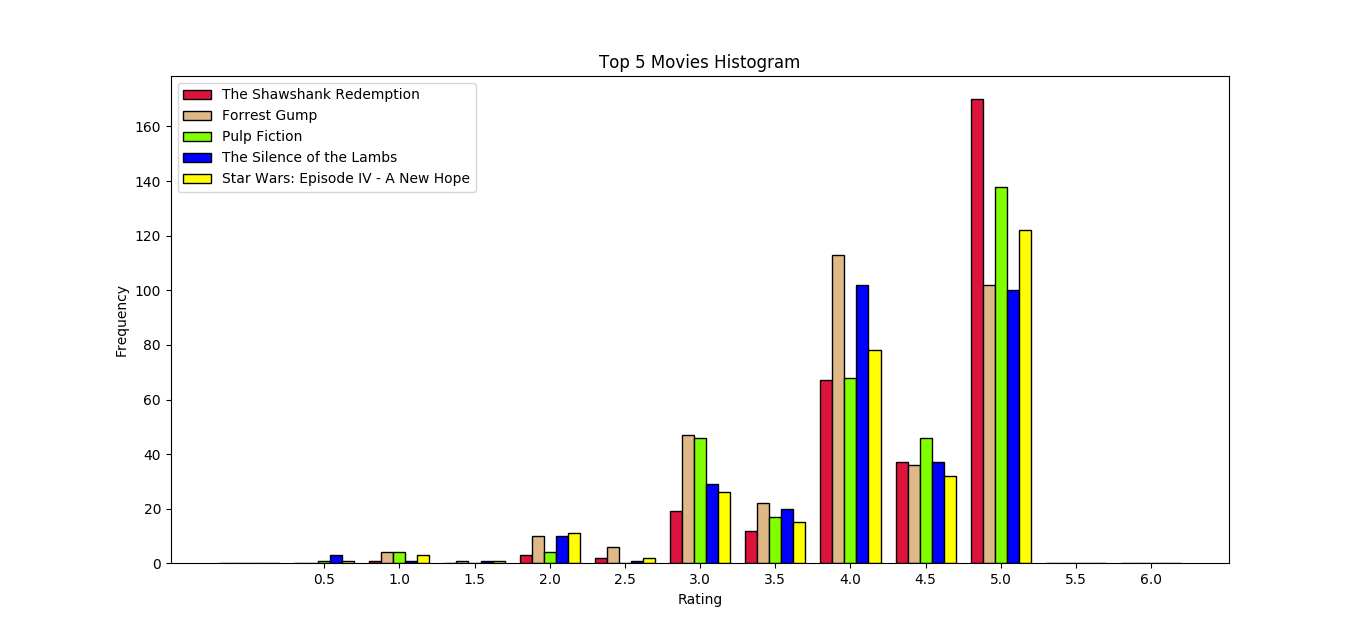 Top 5 Movies Histogram
The Shawshank Redemption
Forrest Gump
Pulp Fiction
The Silence of the Lambs
Star Wars: Episode IV - A New Hope
160
140
120
100
80
60
40
20
0
Frequency
0.5 1.0 1.5 2.0 2.5 3.0 3.5 4.0 4.5 5.0 5.5 6.0
Rating